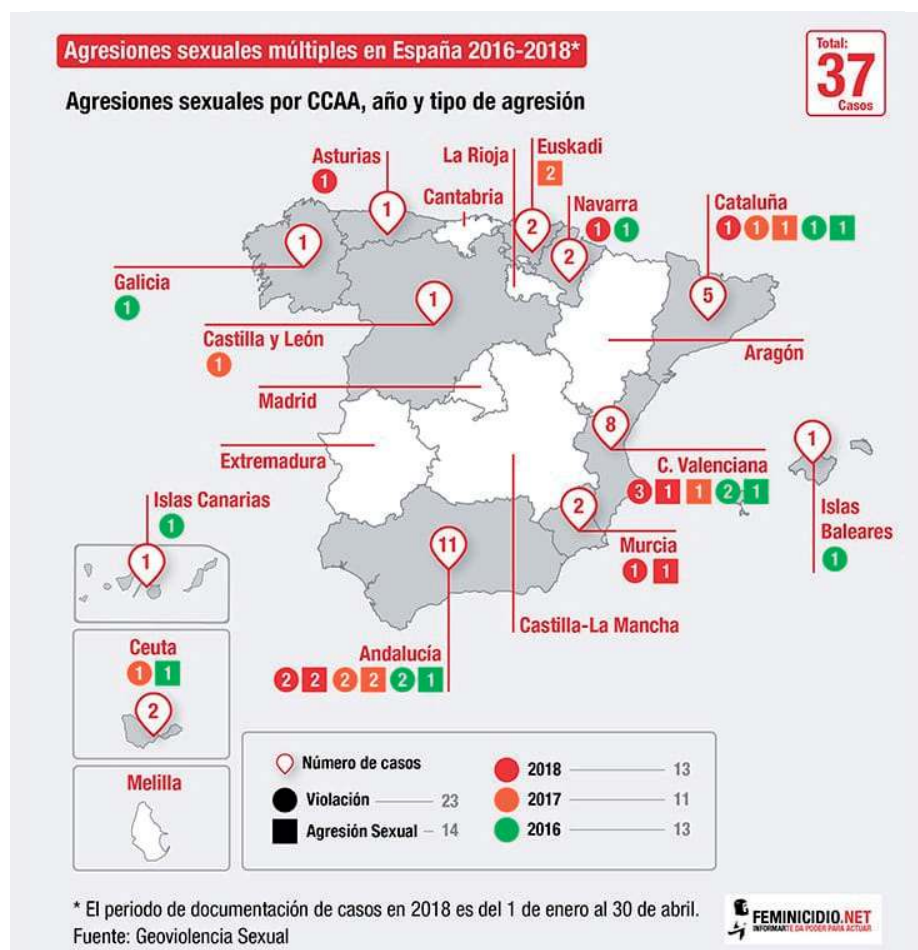 Agresiones sexuales múltiples en España 2016-2018*
Total:
37
Casos
Agresiones sexuales por CCAA, año y tipo de agresión
Asturias
1
La Rioja
Euskadi
2
Cantabria
Navarra
1 1
Cataluña
1 1 1 1 1
1
2
1
2
Galicia
1
1
5
Castilla y León
1
Aragón
Madrid
8
1
Extremadura
C. Valenciana
3 1 1 2 1
Islas Canarias
1
2
Islas
Baleares
1
1
11
Murcia
1 1
Castilla-La Mancha
Ceuta
1 1
2
Andalucía
2 2 2 2 2 1
Melilla
Número de casos
Violación 23
Agresión Sexual 14
2018 13
2017 11
2016 13
* El periodo de documentación de casos en 2018 es del 1 de enero al 30 de abril.
Fuente: Geoviolencia Sexual
FEMINICIDIO.NET
INFORMARTE DA PODER PARA ACTUAR